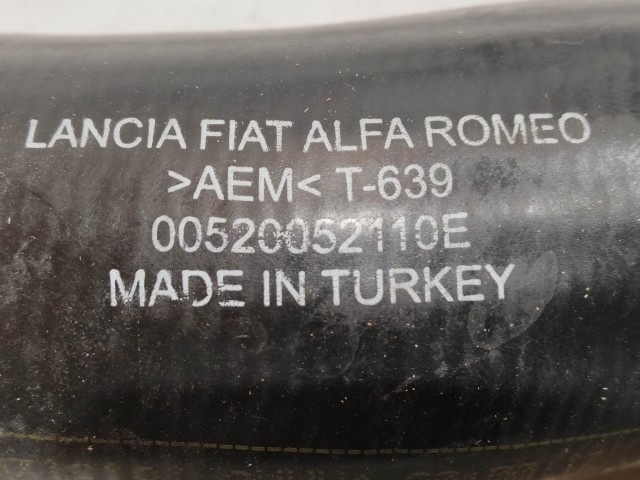 LANCIA FIAT ALFA ROMEO
>AEM< T-639
00520052110E
MADE IN TURKEY